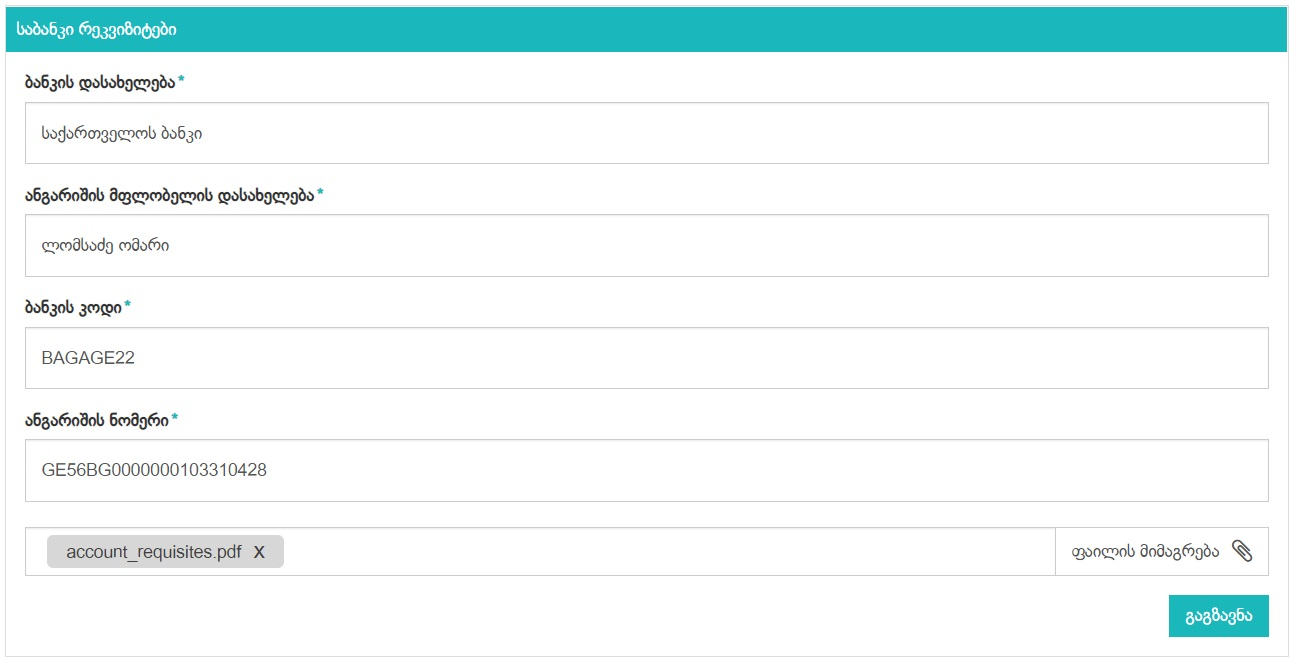 საბანკი რეკვიზიტები
ბანკის დასახელება *
საქართველოს ბანკი
ანგარიშის მფლობელის დასახელება *
ლომსაძე ომარი
ბანკის კოდი *
BAGAGE22
ანგარიშის ნომერი *
GE56BG0000000103310428
account_requisites.pdf X ფაილის მიმაგრება
გაგზავნა